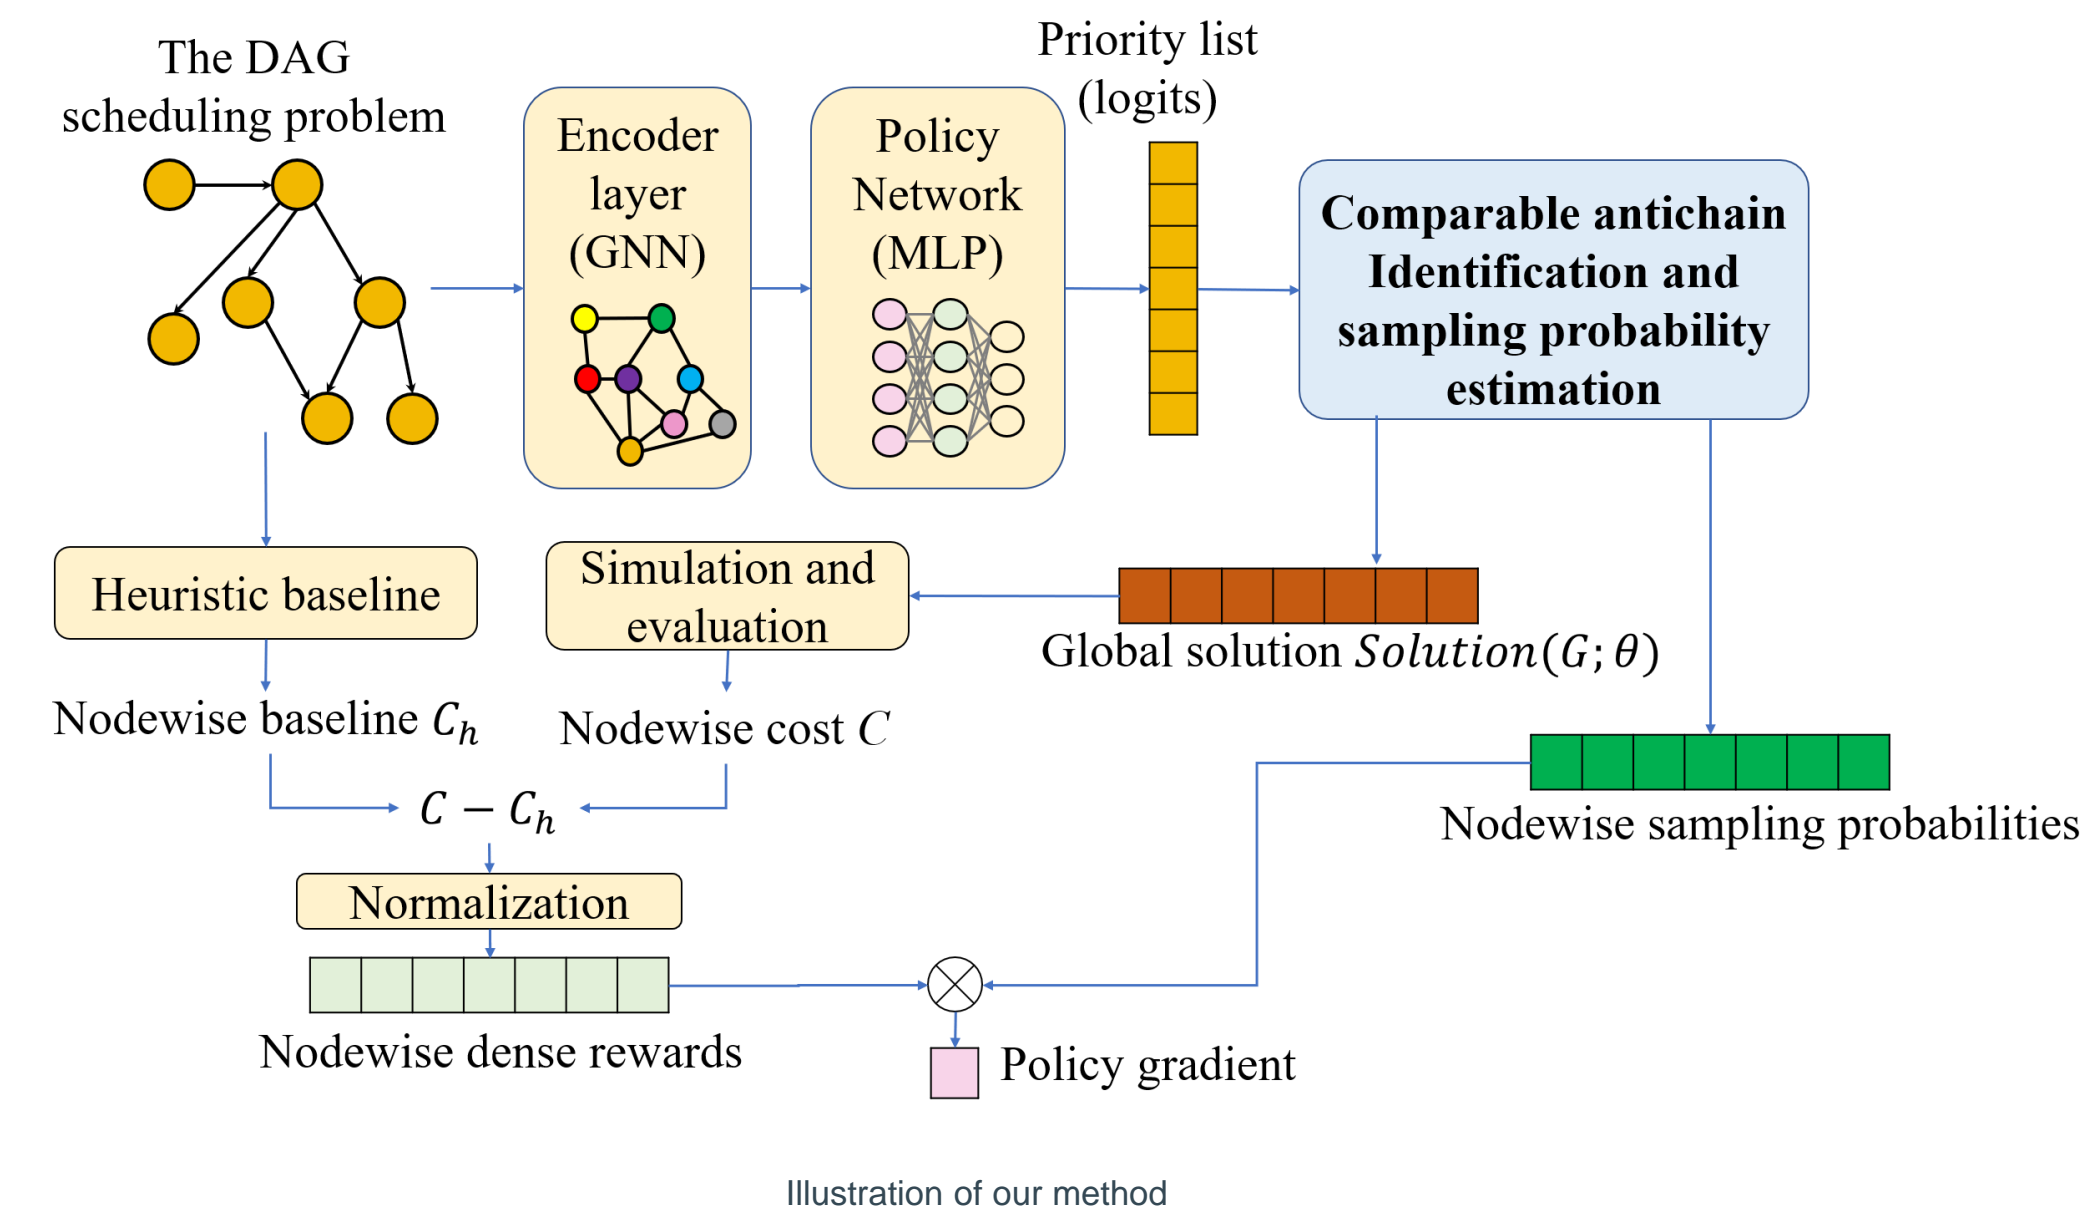 The DAG
scheduling problem
Encoder
layer
(GNN)
Policy
Network
(MLP)
Priority list
(logits)
Comparable antichain
Identification and
sampling probability
estimation
Heuristic baseline
Simulation and
evaluation
Global solution Solution(G; θ)
Nodewise baseline C_h
Nodewise cost C
C − C_h
Nodewise sampling probabilities
Normalization
Nodewise dense rewards
Policy gradient
Illustration of our method